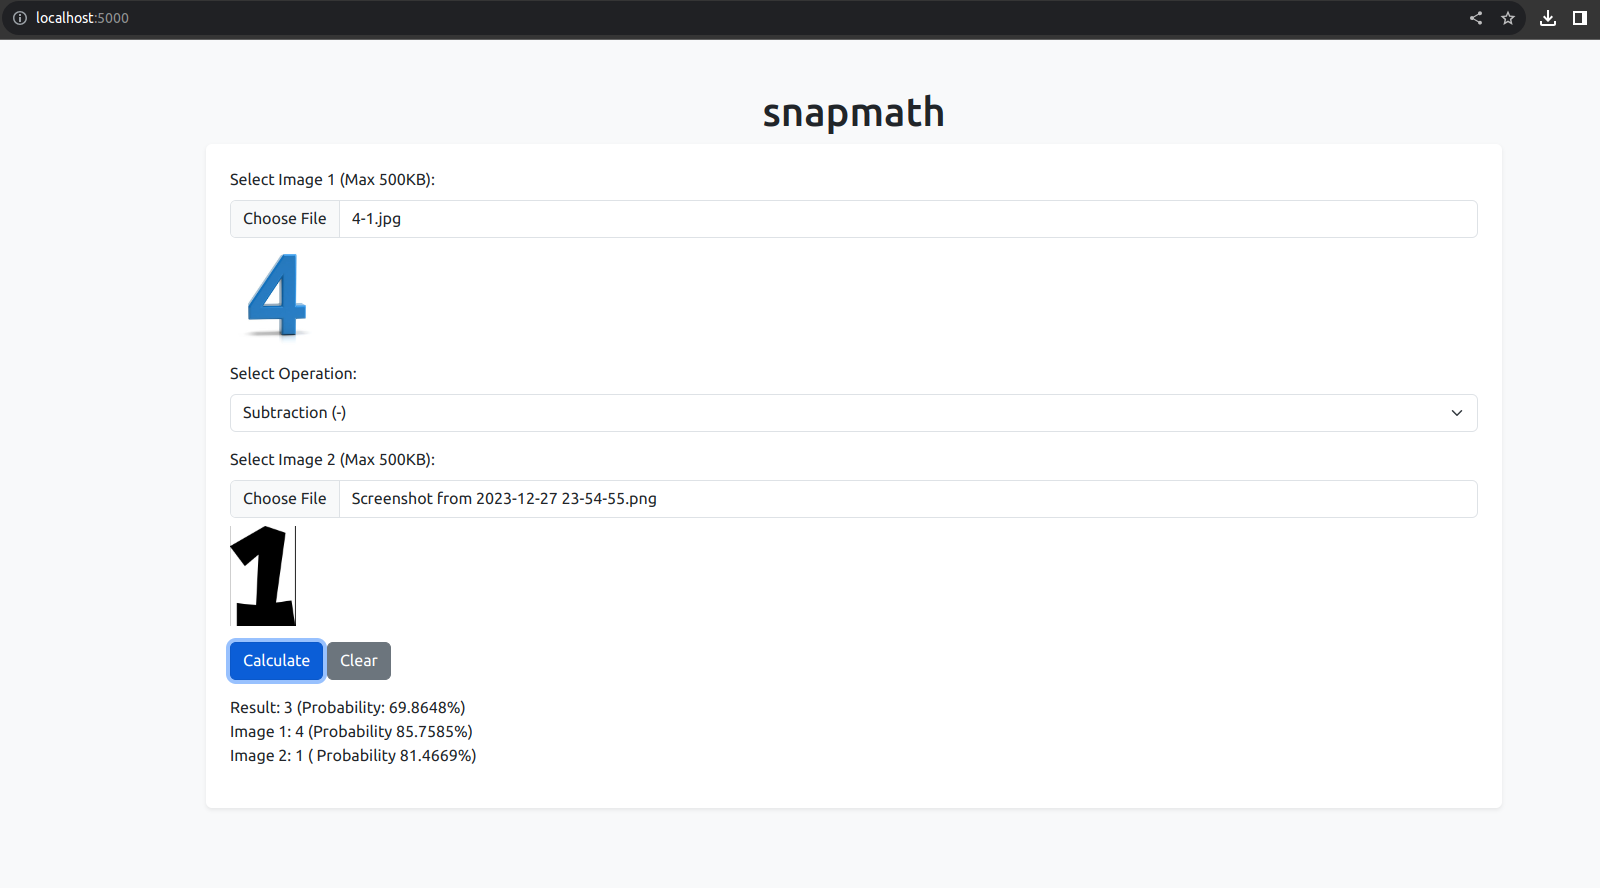 localhost:5000
snapmath
Select Image 1 (Max 500KB):
Choose File 4-1.jpg
4
Select Operation:
Subtraction (-)
Select Image 2 (Max 500KB):
Choose File Screenshot from 2023-12-27 23-54-55.png
1
Calculate Clear
Result: 3 (Probability: 69.8648%)
Image 1: 4 (Probability 85.7585%)
Image 2: 1 ( Probability 81.4669%)